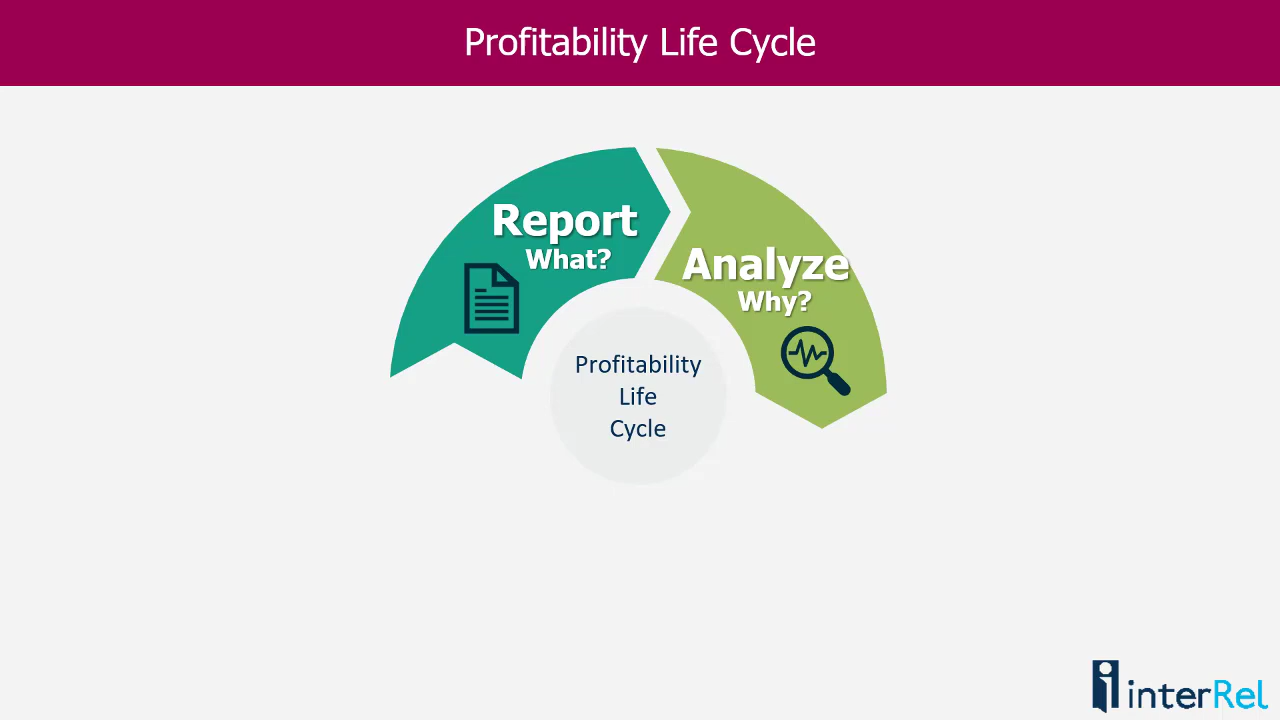 Profitability Life Cycle
Report
What?
Analyze
Why?
Profitability
Life
Cycle
interRel